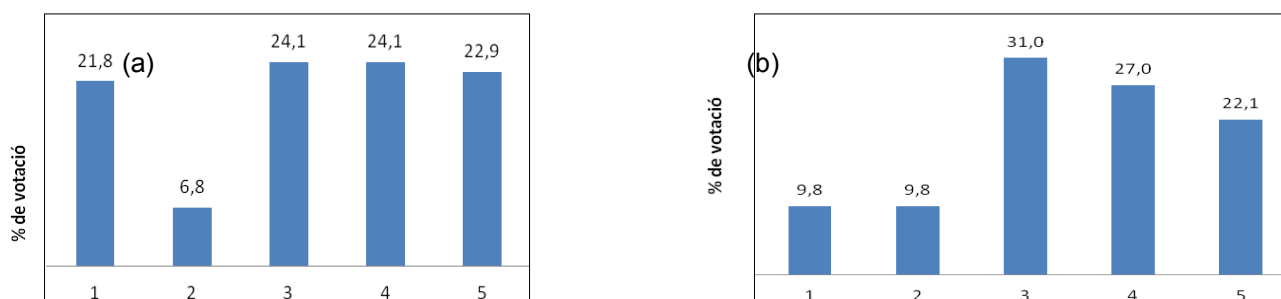 (a)
% de votació
21,8
6,8
24,1
24,1
22,9
1 2 3 4 5
(b)
% de votació
9,8
9,8
31,0
27,0
22,1
1 2 3 4 5